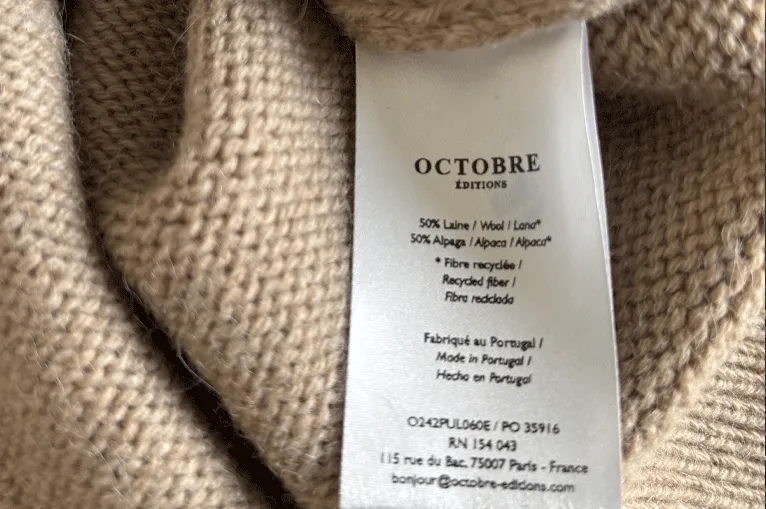 OCTOBRE
ÉDITIONS
50% Laine / Wool / Lana*
50% Alpaga / Alpaca / Alpaca*
* Fibre recyclée /
Recycled fiber /
Fibra reciclada
Fabriqué au Portugal /
Made in Portugal /
Hecho en Portugal
O242PUL060E / PO 35916
RN 154 043
115 rue du Bac, 75007 Paris - France
bonjour@octobre-editions.com